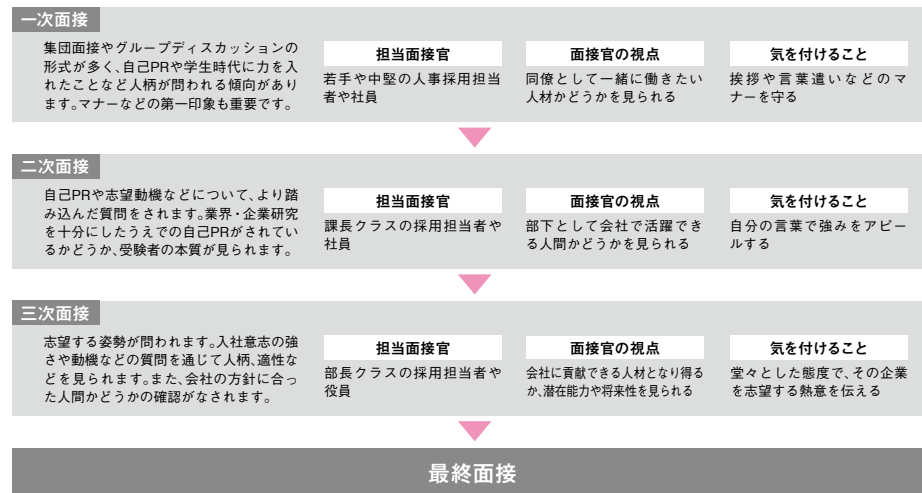 一次面接
集団面接やグループディスカッションの
形式が多く、自己PRや学生時代に力を入
れたことなど人柄が問われる傾向があり
ます。マナーなどの第一印象も重要です。
担当面接官
若手や中堅の人事採用担当
者や社員
面接官の視点
同僚として一緒に働きたい
人材かどうかを見られる
気を付けること
挨拶や言葉遣いなどのマ
ナーを守る
二次面接
自己PRや志望動機などについて、より踏
み込んだ質問をされます。業界・企業研究
を十分にしたうえでの自己PRがされてい
るかどうか、受験者の本質が見られます。
担当面接官
課長クラスの採用担当者や
社員
面接官の視点
部下として会社で活躍でき
る人間かどうかを見られる
気を付けること
自分の言葉で強みをアピー
ルする
三次面接
志望する姿勢が問われます。入社意志の強
さや動機などの質問を通じて人柄、適性な
どを見られます。また、会社の方針に合っ
た人間かどうかの確認がなされます。
担当面接官
部長クラスの採用担当者や
役員
面接官の視点
会社に貢献できる人材となり得る
か、潜在能力や将来性を見られる
気を付けること
堂々とした態度で、その企業
を志望する熱意を伝える
最終面接